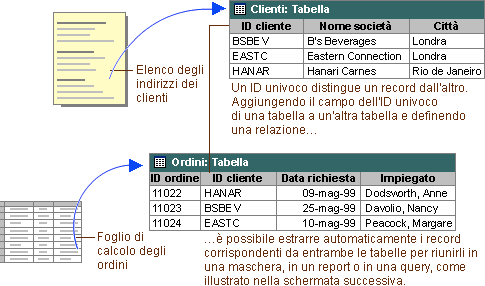 Clienti: Tabella
ID cliente Nome società Città
BSBEV B's Beverages Londra
EASTC Eastern Connection Londra
HANAR Hanari Carnes Rio de Janeiro
Elenco degli
indirizzi dei
clienti
Un ID univoco distingue un record dall'altro.
Aggiungendo il campo dell'ID univoco
di una tabella a un'altra tabella e definendo
una relazione...
Ordini: Tabella
ID ordine ID cliente Data richiesta Impiegato
11022 HANAR 09-mag-99 Dodsworth, Anne
11023 BSBEV 25-mag-99 Davolio, Nancy
11024 EASTC 10-mag-99 Peacock, Margare
Foglio di
calcolo degli
ordini
...è possibile estrarre automaticamente i record
corrispondenti da entrambe le tabelle per riunirli in
una maschera, in un report o in una query, come
illustrato nella schermata successiva.